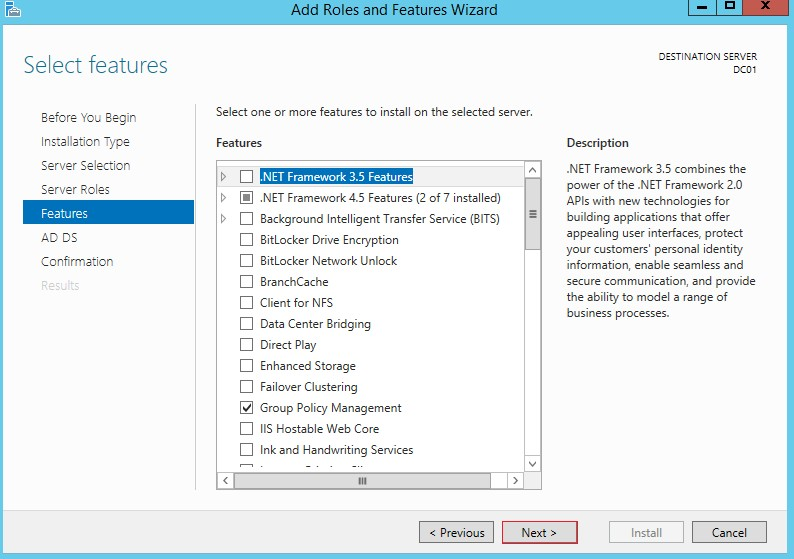 Add Roles and Features Wizard
Select features
DESTINATION SERVER
DC01
Before You Begin
Installation Type
Server Selection
Server Roles
Features
AD DS
Confirmation
Results
Select one or more features to install on the selected server.
Features
.NET Framework 3.5 Features
.NET Framework 4.5 Features (2 of 7 installed)
Background Intelligent Transfer Service (BITS)
BitLocker Drive Encryption
BitLocker Network Unlock
BranchCache
Client for NFS
Data Center Bridging
Direct Play
Enhanced Storage
Failover Clustering
Group Policy Management
IIS Hostable Web Core
Ink and Handwriting Services
Description
.NET Framework 3.5 combines the
power of the .NET Framework 2.0
APIs with new technologies for
building applications that offer
appealing user interfaces, protect
your customers' personal identity
information, enable seamless and
secure communication, and provide
the ability to model a range of
business processes.
< Previous
Next >
Install
Cancel